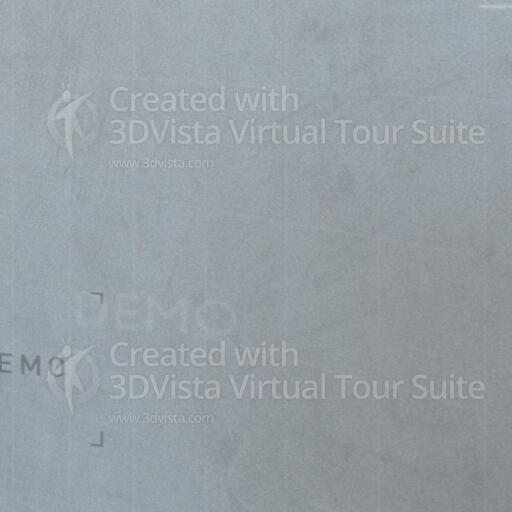 Created with
3DVista Virtual Tour Suite
www.3dvista.com
DEMO
EMO
Created with
3DVista Virtual Tour Suite
www.3dvista.com